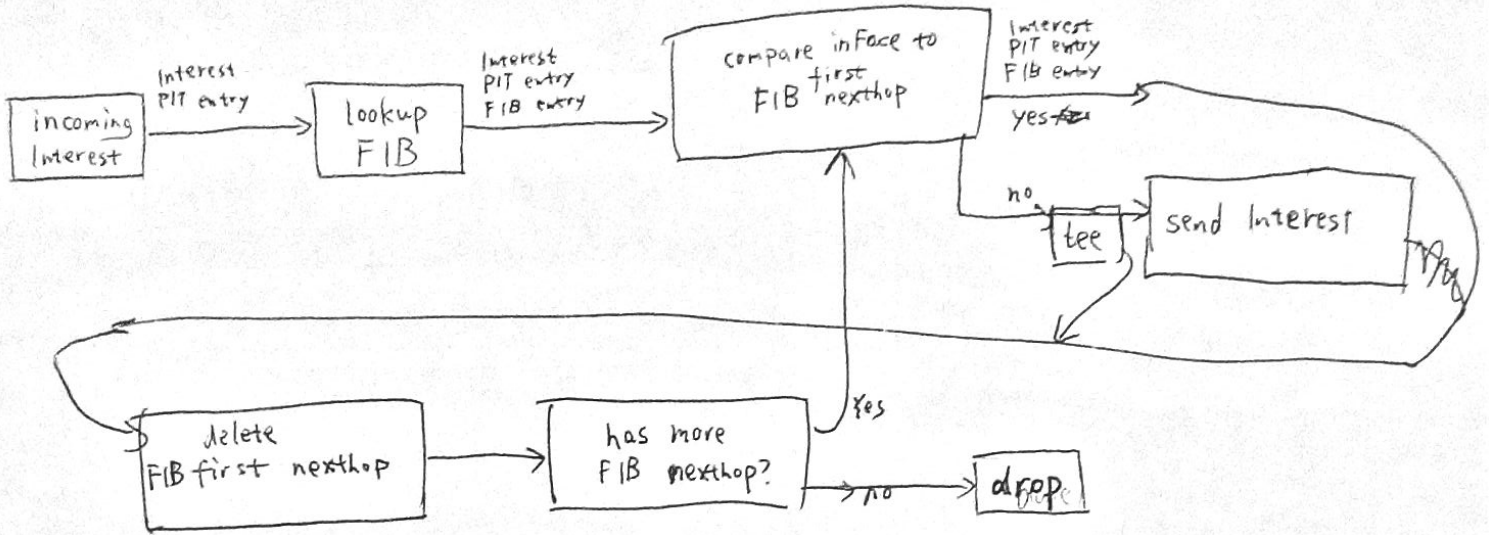 Interest
PIT entry
incoming
Interest
Interest
PIT entry
FIB entry
lookup
FIB
compare inFace to
first
FIB nexthop
Interest
PIT entry
FIB entry
yes
no
tee
send Interest
delete
FIB first nexthop
has more
FIB nexthop?
Yes
no
drop